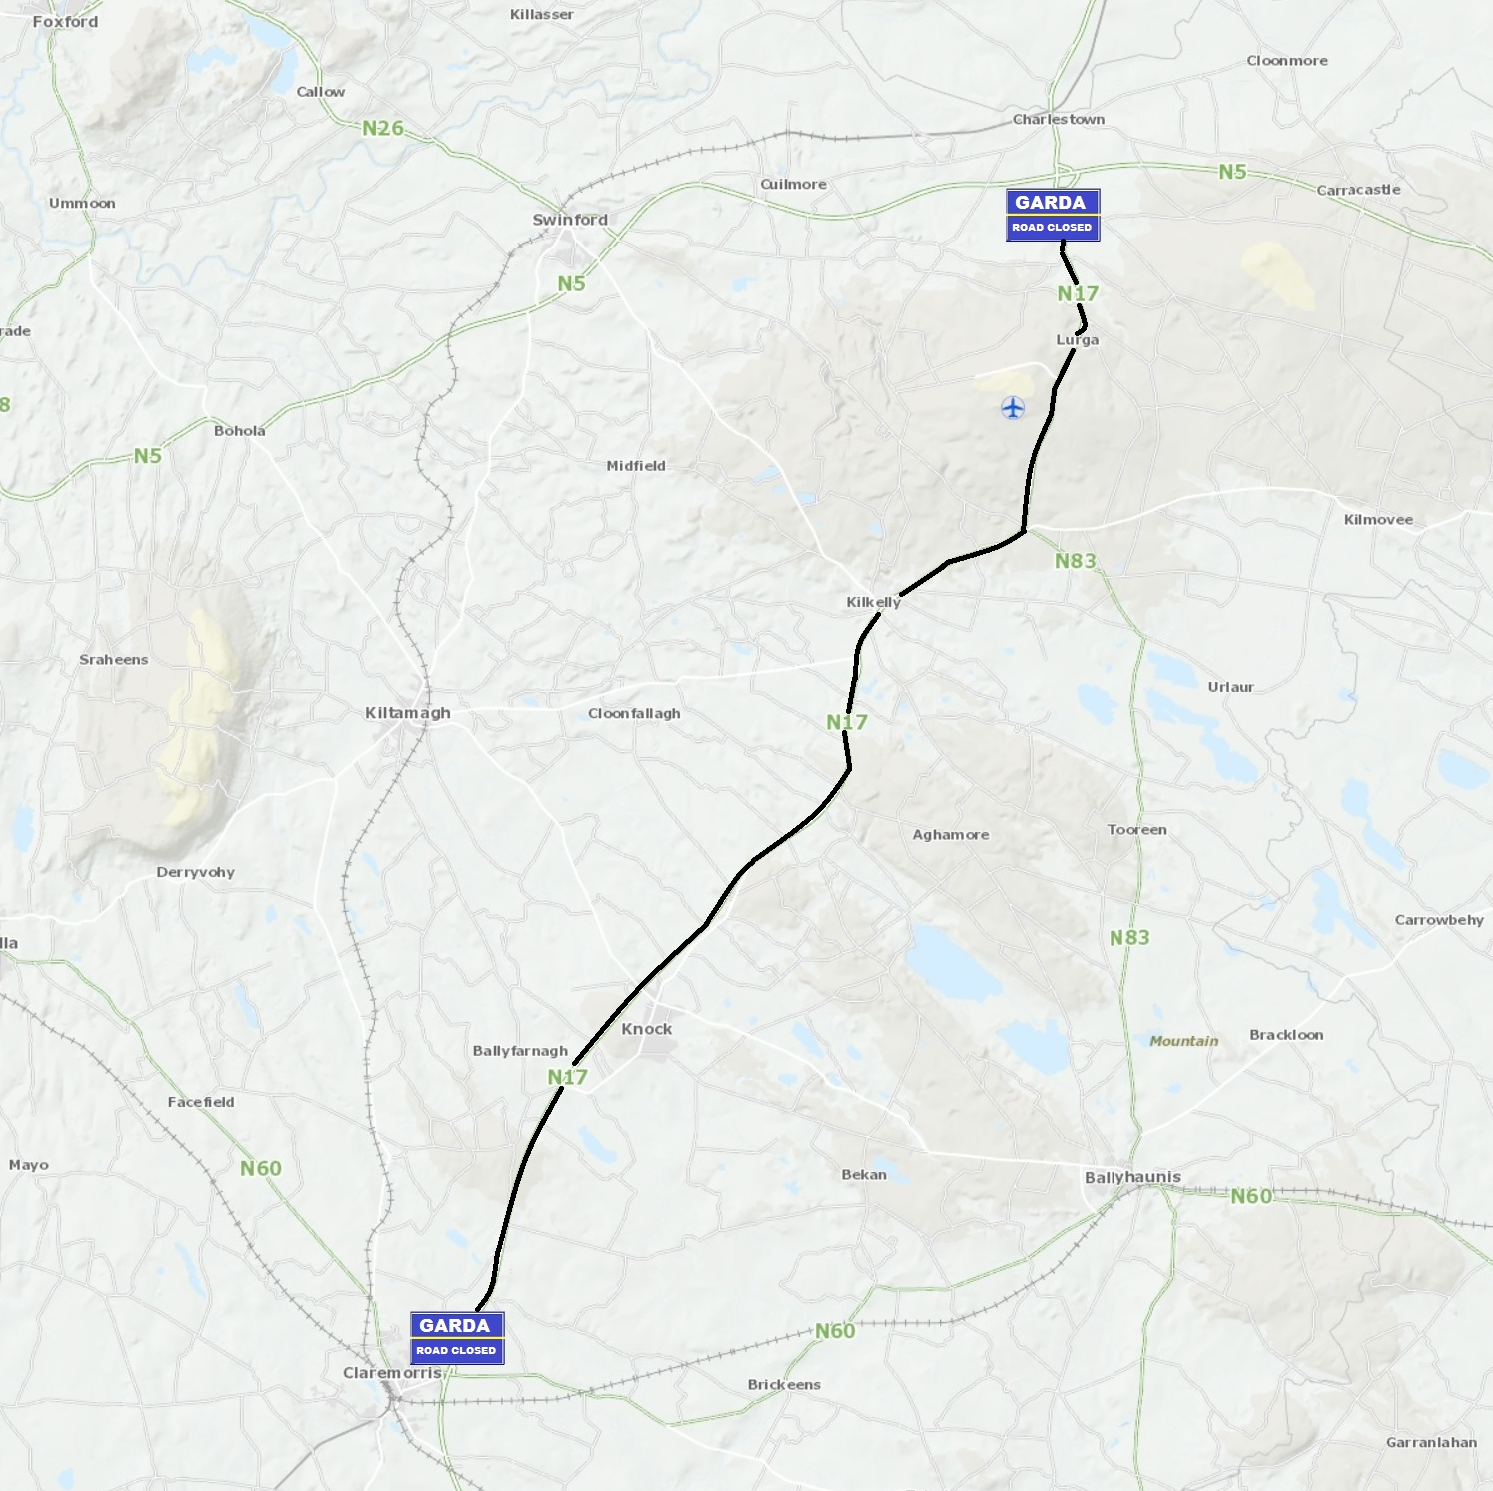 Foxford
Killasser
Cloonmore
Callow
Charlestown
N26
N5
Cuilmore
Carracastle
Ummoon
GARDA
ROAD CLOSED
Swinford
N5
N17
rade
Lurga
8
Bohola
N5
Midfield
Kilmovee
N83
Kilkelly
Sraheens
Urlaur
Kiltamagh
Cloonfallagh
N17
Aghamore
Tooreen
Derryvohy
Carrowbehy
N83
lla
Knock
Brackloon
Mountain
Ballyfarnagh
N17
Facefield
Mayo
N60
Bekan
Ballyhaunis
N60
GARDA
ROAD CLOSED
N60
Claremorris
Brickeens
Garranlahan